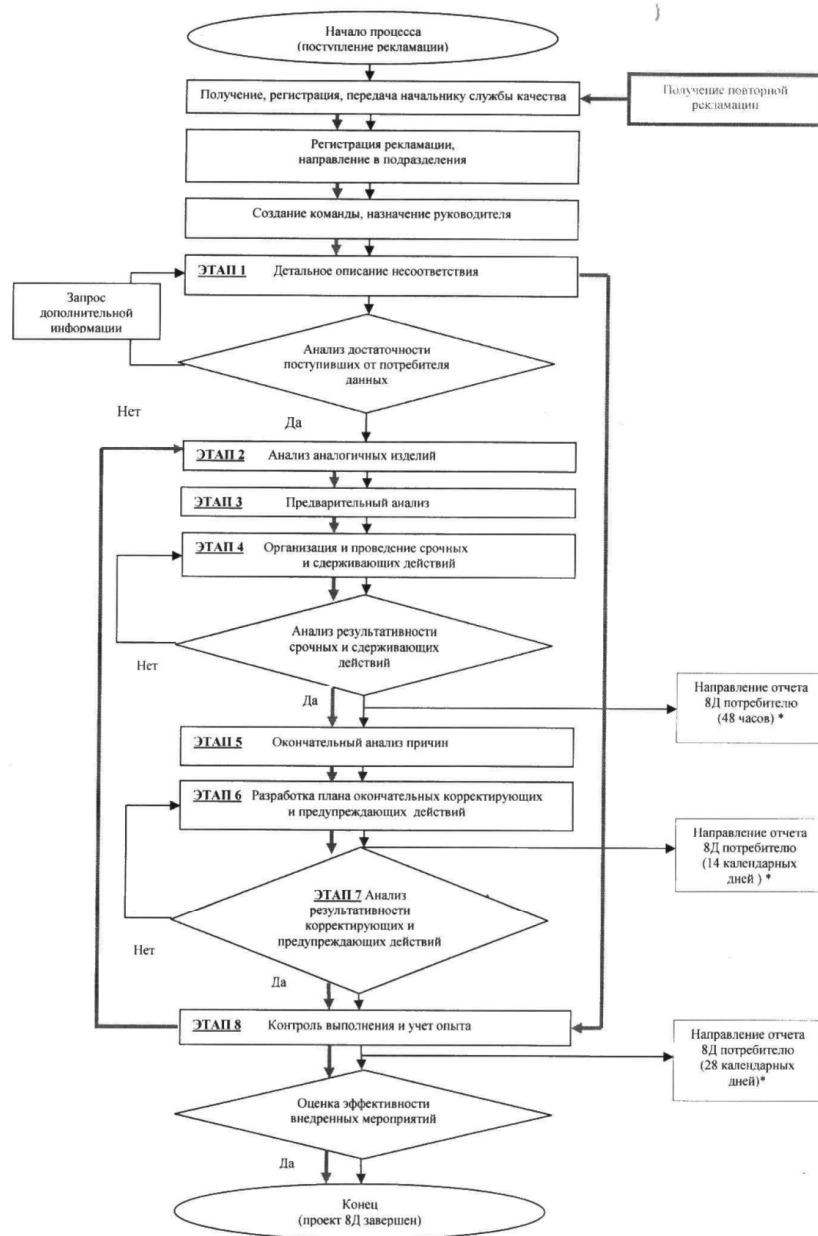 Начало процесса
(поступление рекламации)
Получение, регистрация, передача начальнику службы качества
Получение повторной
рекламации
Регистрация рекламации,
направление в подразделения
Создание команды, назначение руководителя
ЭТАП 1 Детальное описание несоответствия
Запрос
дополнительной
информации
Анализ достаточности
поступивших от потребителя
данных
Нет
Да
ЭТАП 2 Анализ аналогичных изделий
ЭТАП 3 Предварительный анализ
ЭТАП 4 Организация и проведение срочных
и сдерживающих действий
Анализ результативности
срочных и сдерживающих
действий
Нет
Да
Направление отчета
8Д потребителю
(48 часов) *
ЭТАП 5 Окончательный анализ причин
ЭТАП 6 Разработка плана окончательных корректирующих
и предупреждающих действий
Направление отчета
8Д потребителю
(14 календарных
дней ) *
ЭТАП 7 Анализ
результативности
корректирующих и
предупреждающих действий
Нет
Да
ЭТАП 8 Контроль выполнения и учет опыта
Направление отчета
8Д потребителю
(28 календарных
дней)*
Оценка эффективности
внедренных мероприятий
Да
Конец
(проект 8Д завершен)